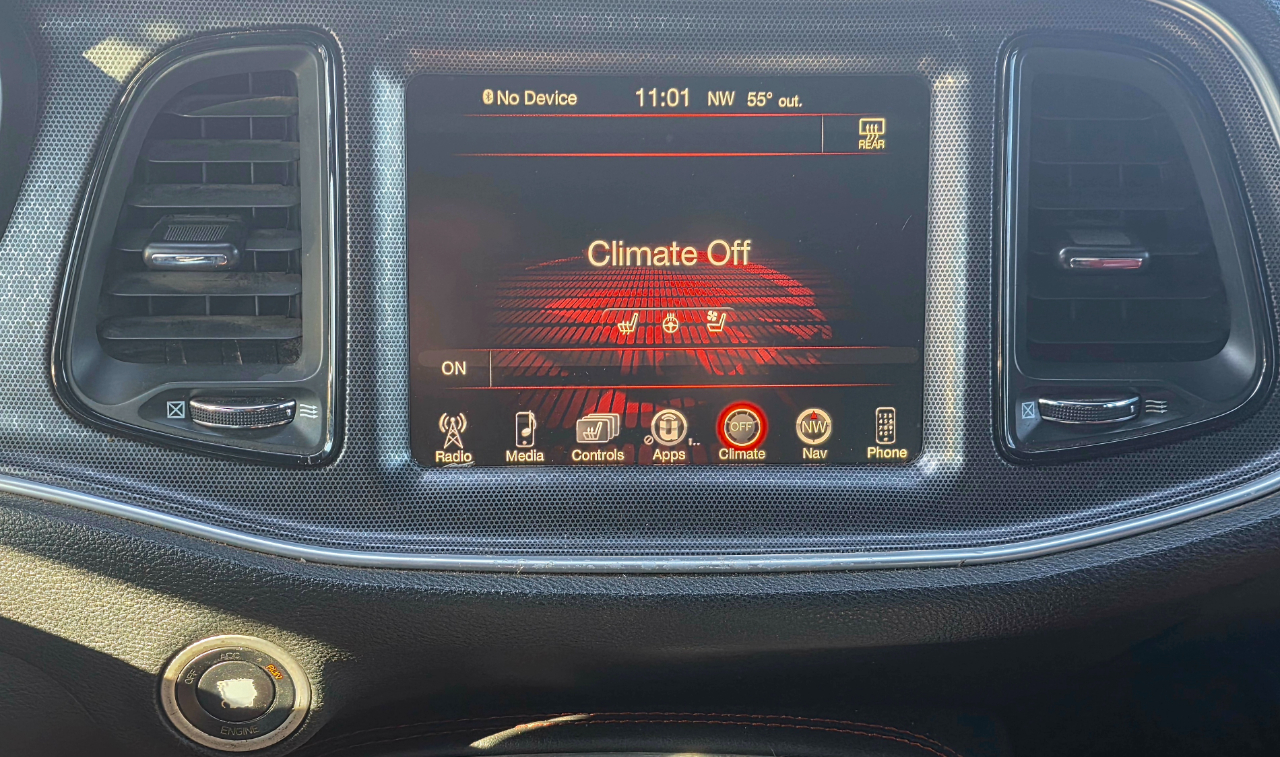 No Device 11:01 NW 55° out.
REAR
Climate Off
ON
OFF NW
Radio Media Controls Apps Climate Nav Phone
ACC
OFF RUN
ENGINE